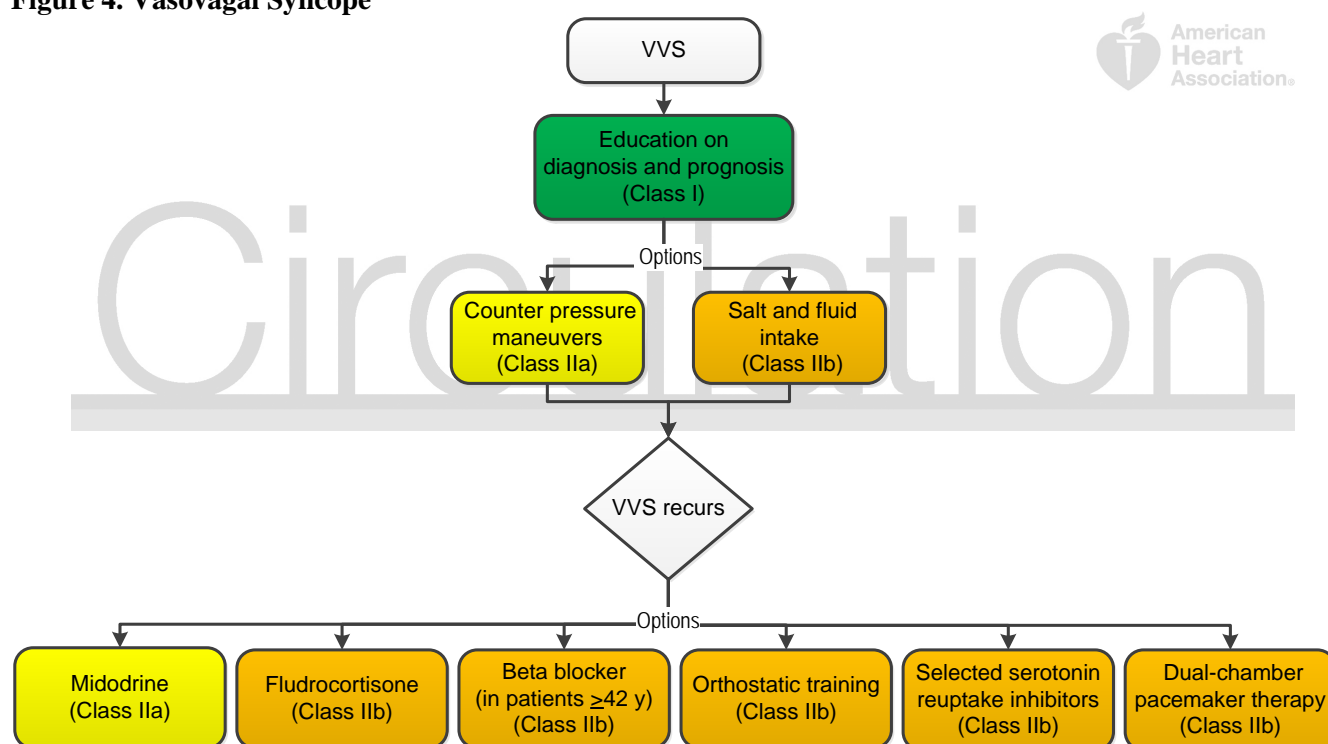 Figure 4. Vasovagal Syncope
American
Heart
Association®
VVS
Education on
diagnosis and prognosis
(Class I)
Circulation
Options
Counter pressure
maneuvers
(Class IIa)
Salt and fluid
intake
(Class IIb)
VVS recurs
Options
Midodrine
(Class IIa)
Fludrocortisone
(Class IIb)
Beta blocker
(in patients ≥42 y)
(Class IIb)
Orthostatic training
(Class IIb)
Selected serotonin
reuptake inhibitors
(Class IIb)
Dual-chamber
pacemaker therapy
(Class IIb)